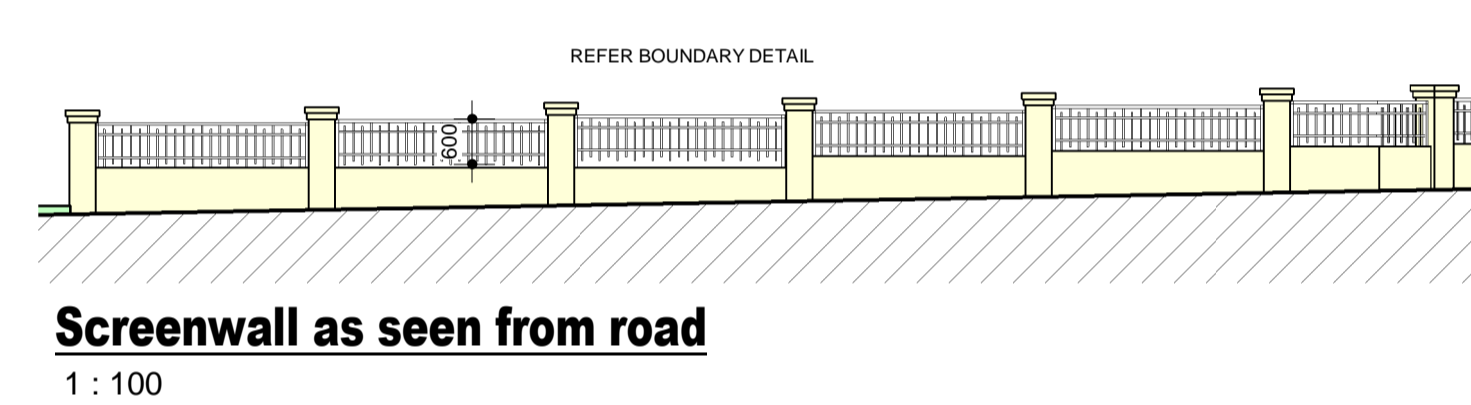 REFER BOUNDARY DETAIL
600
Screenwall as seen from road
1 : 100